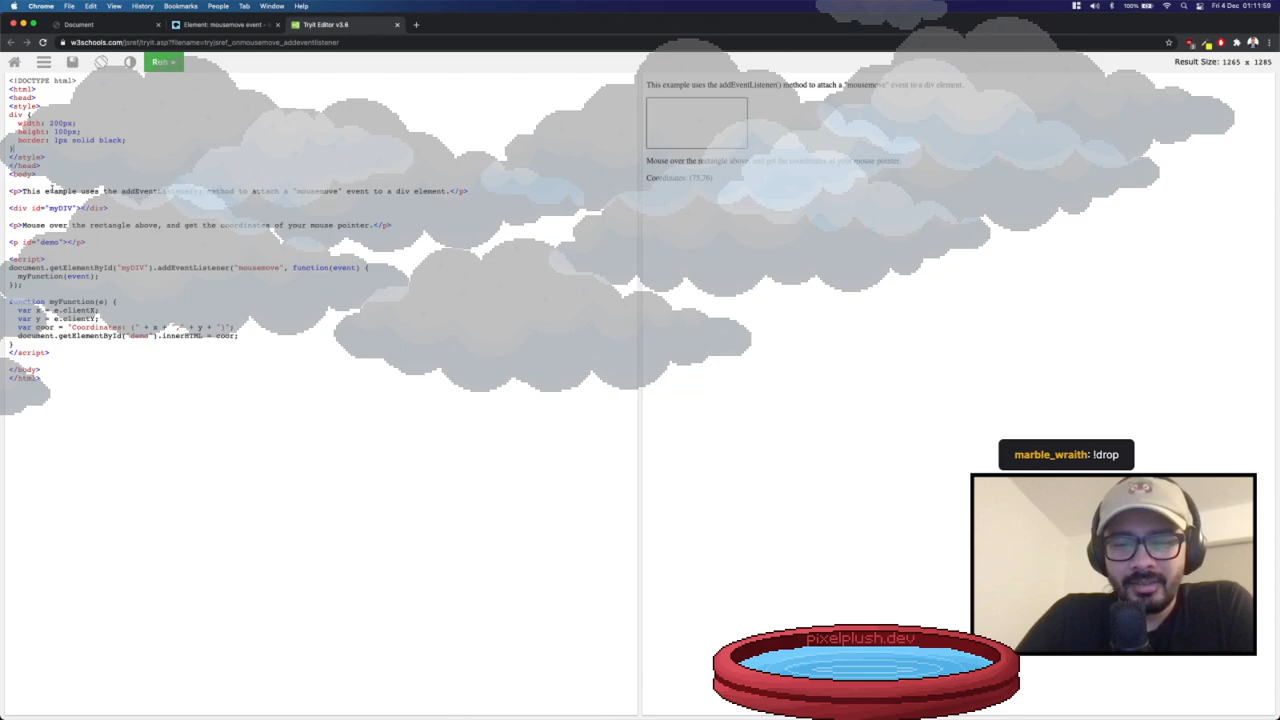 Chrome File Edit View History Bookmarks People Tab Window Help
100% Fri 4 Dec 01:11:59
Document
Element: mousemove event -
Tryit Editor v3.6
w3schools.com/jsref/tryit.asp?filename=tryjsref_onmousemove_addeventlistener
Run »
Result Size: 1265 x 1285
<!DOCTYPE html>
<html>
<head>
<style>
div {
  width: 200px;
  height: 100px;
  border: 1px solid black;
}
</style>
</head>
<body>
<p>This example uses the addEventListener() method to attach a "mousemove" event to a div element.</p>
<div id="myDIV"></div>
<p>Mouse over the rectangle above, and get the coordinates of your mouse pointer.</p>
<p id="demo"></p>
<script>
document.getElementById("myDIV").addEventListener("mousemove", function(event) {
  myFunction(event);
});
function myFunction(e) {
  var x = e.clientX;
  var y = e.clientY;
  var coor = "Coordinates: (" + x + "," + y + ")";
  document.getElementById("demo").innerHTML = coor;
}
</script>
</body>
</html>
This example uses the addEventListener() method to attach a "mousemove" event to a div element.
Mouse over the rectangle above, and get the coordinates of your mouse pointer.
Coordinates: (75,76)
marble_wraith: !drop
pixelplush.dev